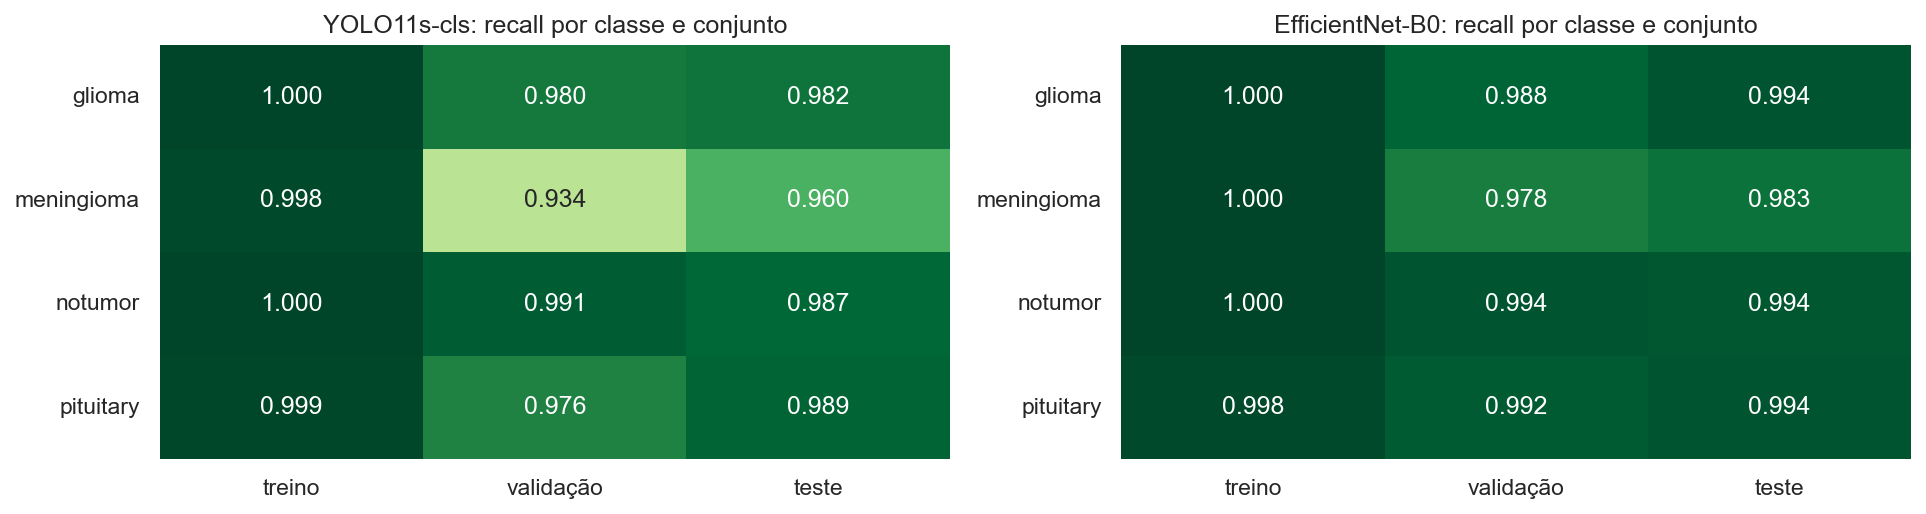 YOLO11s-cls: recall por classe e conjunto
glioma 1.000 0.980 0.982
meningioma 0.998 0.934 0.960
notumor 1.000 0.991 0.987
pituitary 0.999 0.976 0.989
treino validação teste
EfficientNet-B0: recall por classe e conjunto
glioma 1.000 0.988 0.994
meningioma 1.000 0.978 0.983
notumor 1.000 0.994 0.994
pituitary 0.998 0.992 0.994
treino validação teste